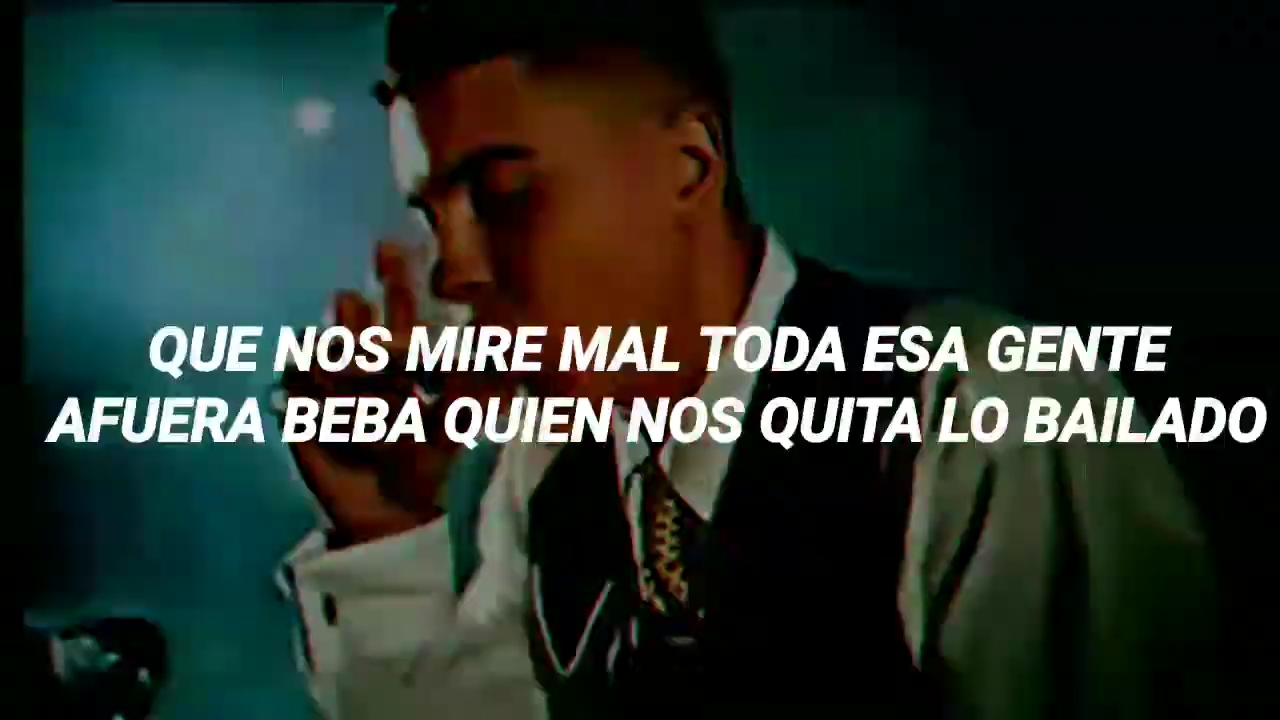 QUE NOS MIRE MAL TODA ESA GENTE
AFUERA BEBA QUIEN NOS QUITA LO BAILADO